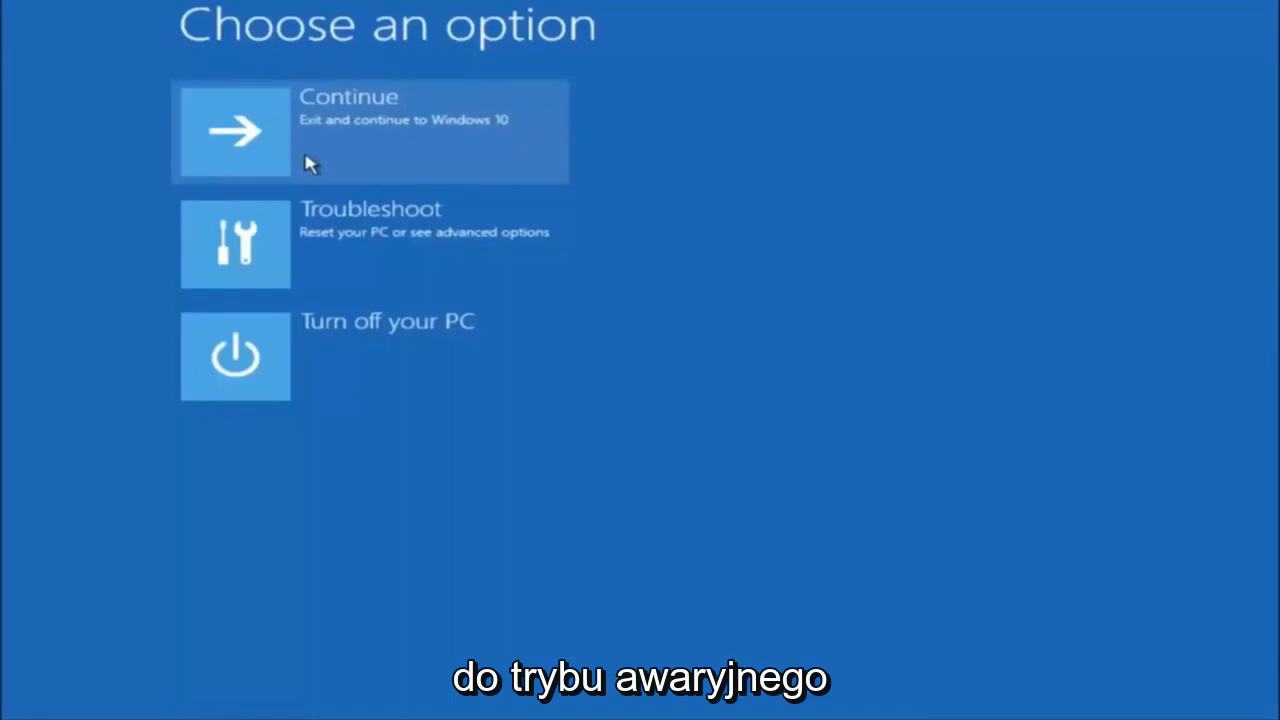 Choose an option
Continue
Exit and continue to Windows 10
Troubleshoot
Reset your PC or see advanced options
Turn off your PC
do trybu awaryjnego